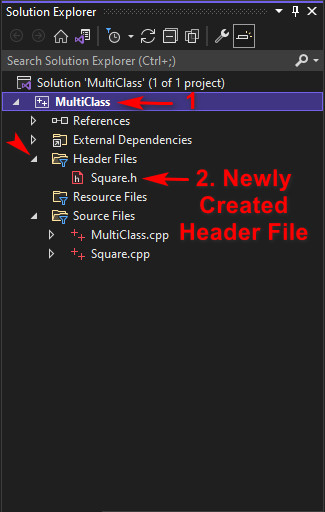 Solution Explorer
Search Solution Explorer (Ctrl+;)
Solution 'MultiClass' (1 of 1 project)
MultiClass 1
References
External Dependencies
Header Files
Square.h 2. Newly
Created
Header File
Resource Files
Source Files
MultiClass.cpp
Square.cpp